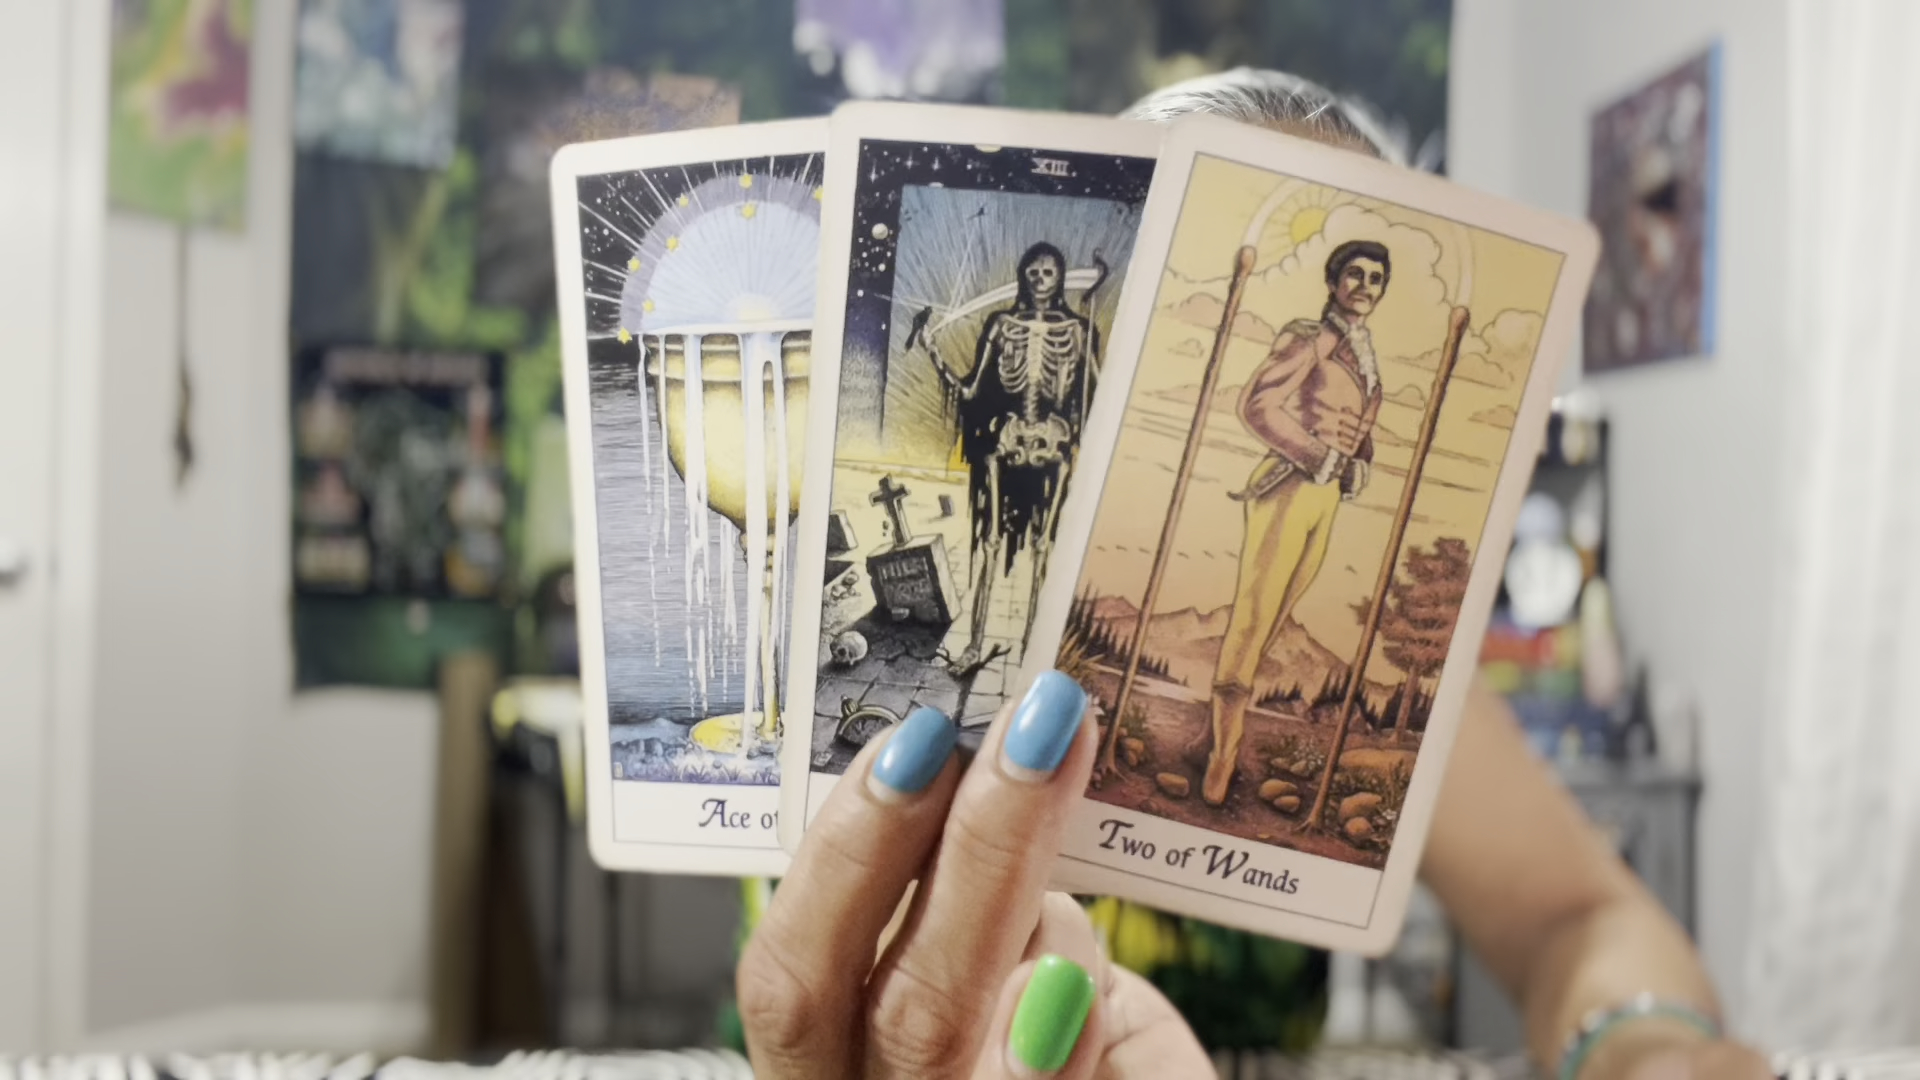 Ace of
XIII
Two of Wands